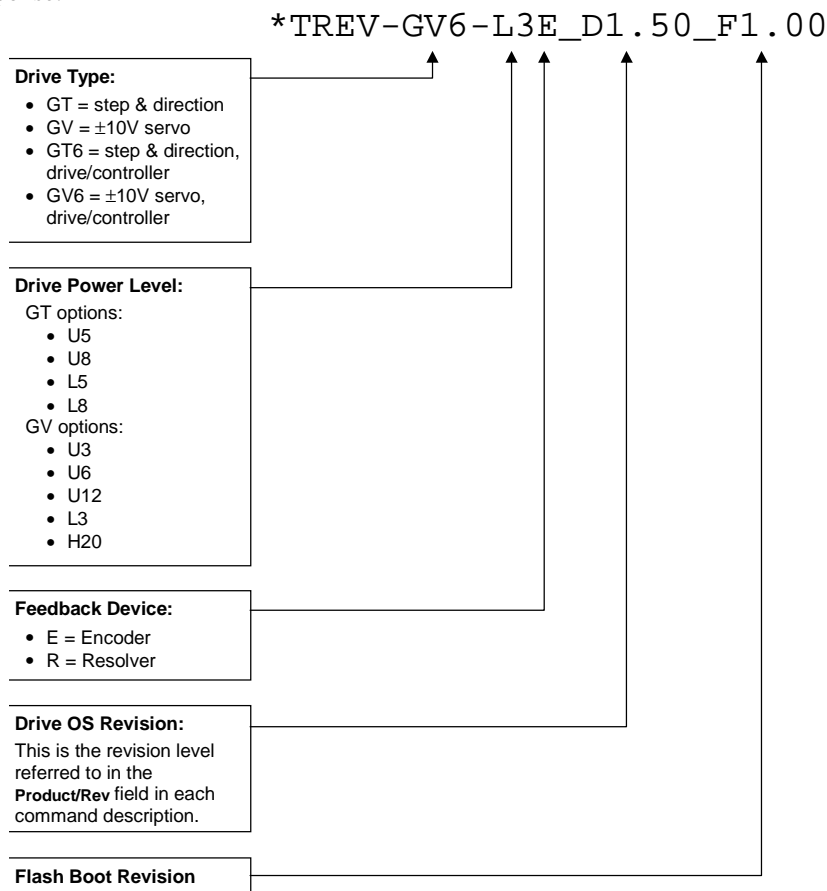 *TREV-GV6-L3E_D1.50_F1.00
Drive Type:
• GT = step & direction
• GV = ±10V servo
• GT6 = step & direction,
drive/controller
• GV6 = ±10V servo,
drive/controller
Drive Power Level:
GT options:
• U5
• U8
• L5
• L8
GV options:
• U3
• U6
• U12
• L3
• H20
Feedback Device:
• E = Encoder
• R = Resolver
Drive OS Revision:
This is the revision level
referred to in the
Product/Rev field in each
command description.
Flash Boot Revision